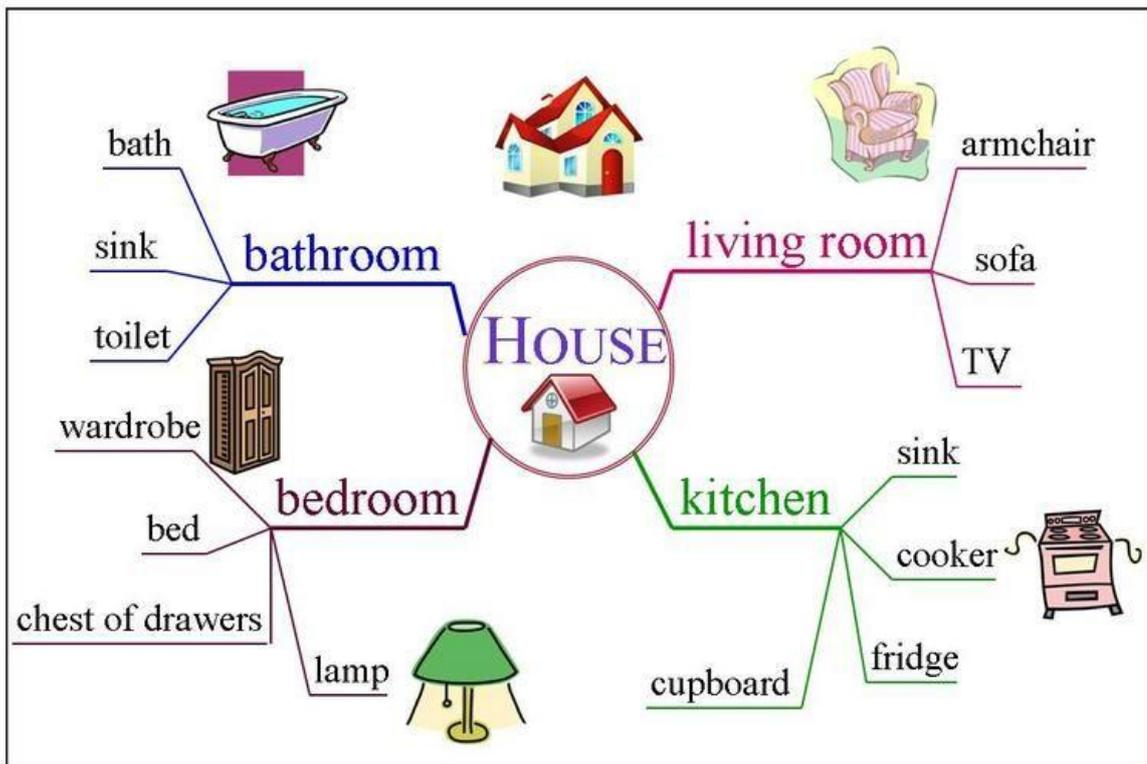 HOUSE
bathroom
bath
sink
toilet
living room
armchair
sofa
TV
bedroom
wardrobe
bed
chest of drawers
lamp
kitchen
sink
cooker
fridge
cupboard